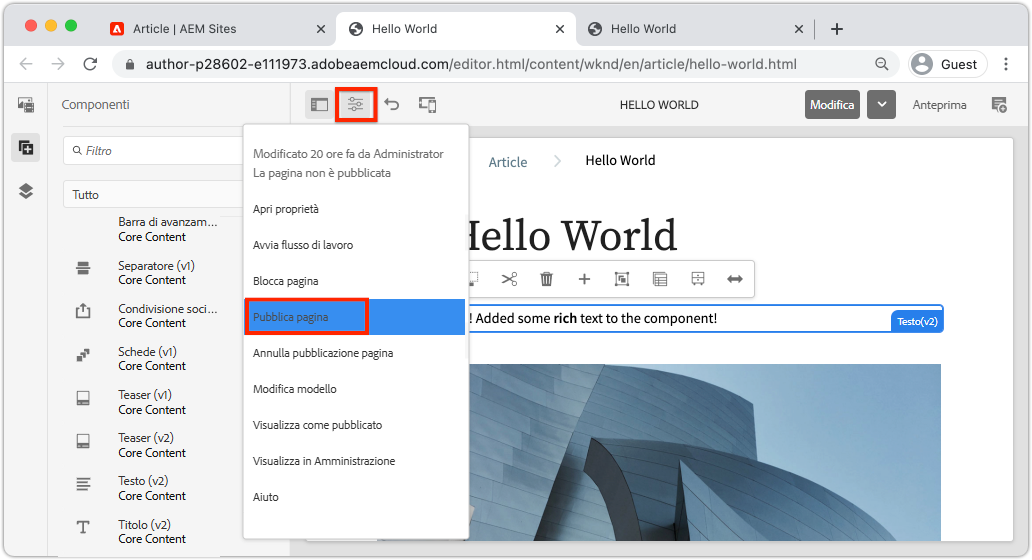 Article | AEM Sites
Hello World
Hello World
author-p28602-e111973.adobeaemcloud.com/editor.html/content/wknd/en/article/hello-world.html
Guest
Componenti
HELLO WORLD
Modifica
Anteprima
Filtro
Tutto
Barra di avanzam...
Core Content
Separatore (v1)
Core Content
Condivisione soci...
Core Content
Schede (v1)
Core Content
Teaser (v1)
Core Content
Teaser (v2)
Core Content
Testo (v2)
Core Content
Titolo (v2)
Core Content
Modificato 20 ore fa da Administrator
La pagina non è pubblicata
Apri proprietà
Avvia flusso di lavoro
Blocca pagina
Pubblica pagina
Annulla pubblicazione pagina
Modifica modello
Visualizza come pubblicato
Visualizza in Amministrazione
Aiuto
Article
Hello World
Hello World
! Added some rich text to the component!
Testo(v2)